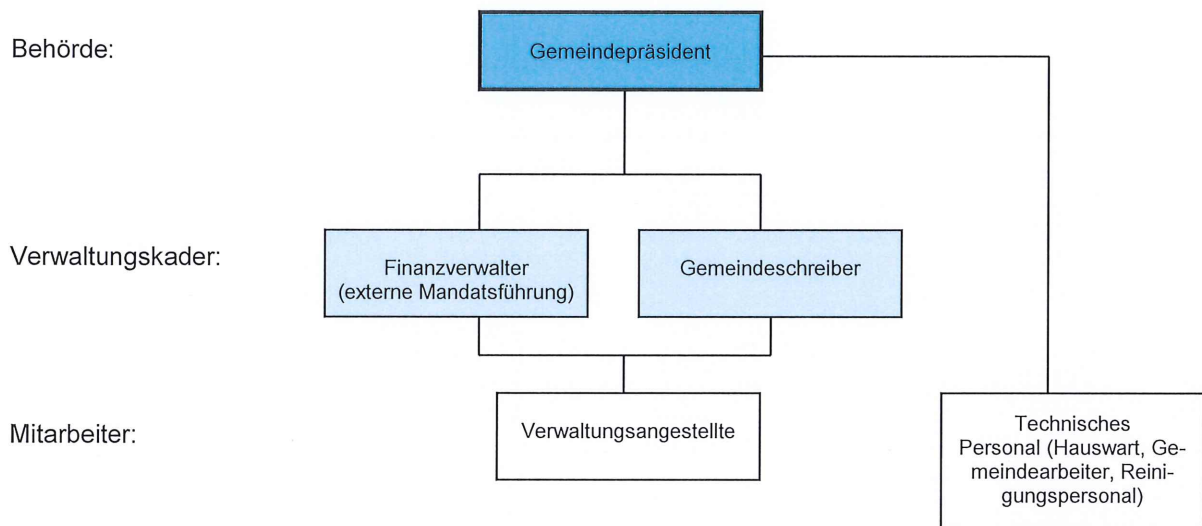 Behörde:
Gemeindepräsident
Verwaltungskader:
Finanzverwalter
(externe Mandatsführung)
Gemeindeschreiber
Mitarbeiter:
Verwaltungsangestellte
Technisches
Personal (Hauswart, Ge-
meindearbeiter, Reini-
gungspersonal)